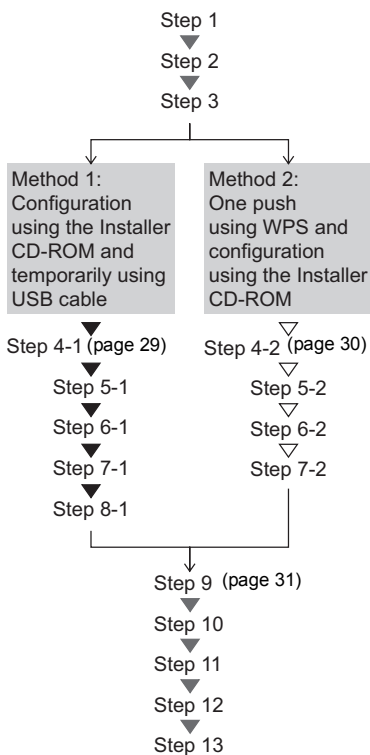 Step 1
Step 2
Step 3
Method 1:
Configuration
using the Installer
CD-ROM and
temporarily using
USB cable
Method 2:
One push
using WPS and
configuration
using the Installer
CD-ROM
Step 4-1 (page 29)
Step 5-1
Step 6-1
Step 7-1
Step 8-1
Step 4-2 (page 30)
Step 5-2
Step 6-2
Step 7-2
Step 9 (page 31)
Step 10
Step 11
Step 12
Step 13